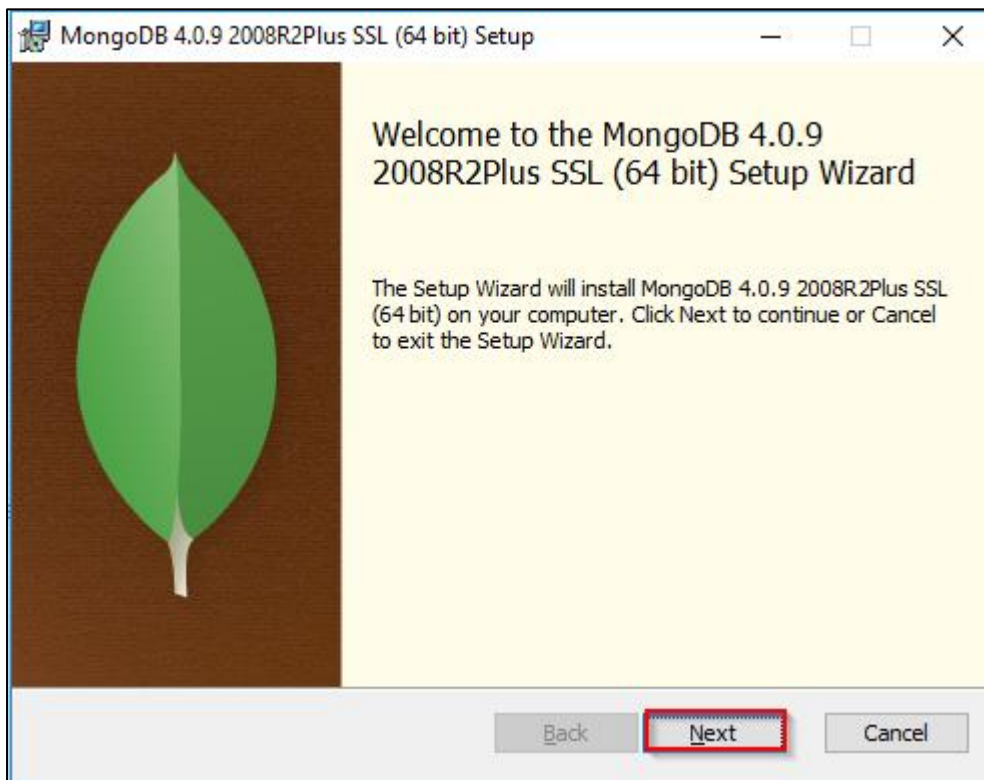 MongoDB 4.0.9 2008R2Plus SSL (64 bit) Setup
Welcome to the MongoDB 4.0.9
2008R2Plus SSL (64 bit) Setup Wizard
The Setup Wizard will install MongoDB 4.0.9 2008R2Plus SSL
(64 bit) on your computer. Click Next to continue or Cancel
to exit the Setup Wizard.
Back Next Cancel